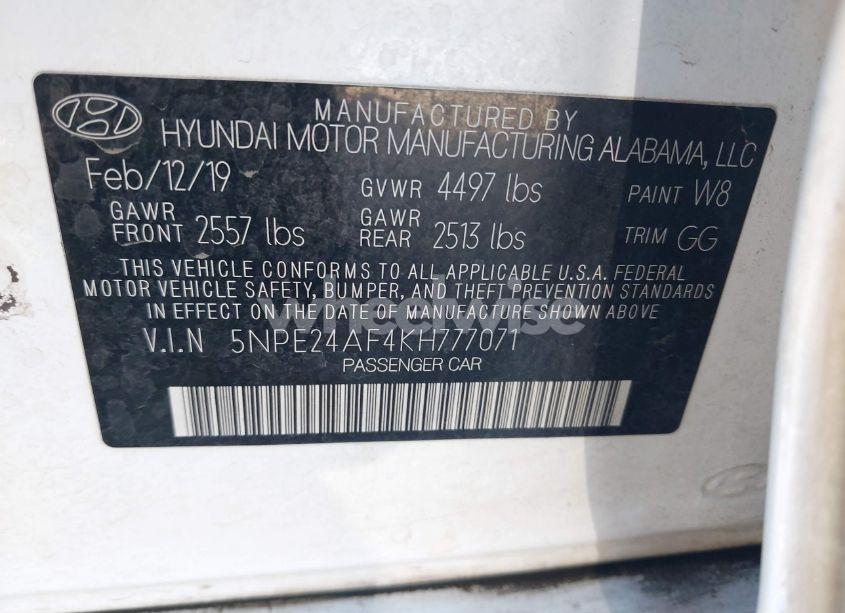 MANUFACTURED BY
HYUNDAI MOTOR MANUFACTURING ALABAMA, LLC
Feb/12/19 GVWR 4497 lbs PAINT W8
GAWR FRONT 2557 lbs GAWR REAR 2513 lbs TRIM GG
THIS VEHICLE CONFORMS TO ALL APPLICABLE U.S.A. FEDERAL
MOTOR VEHICLE SAFETY, BUMPER, AND THEFT PREVENTION STANDARDS
IN EFFECT ON THE DATE OF MANUFACTURE SHOWN ABOVE
wheelwise
V.I.N 5NPE24AF4KH777071
PASSENGER CAR